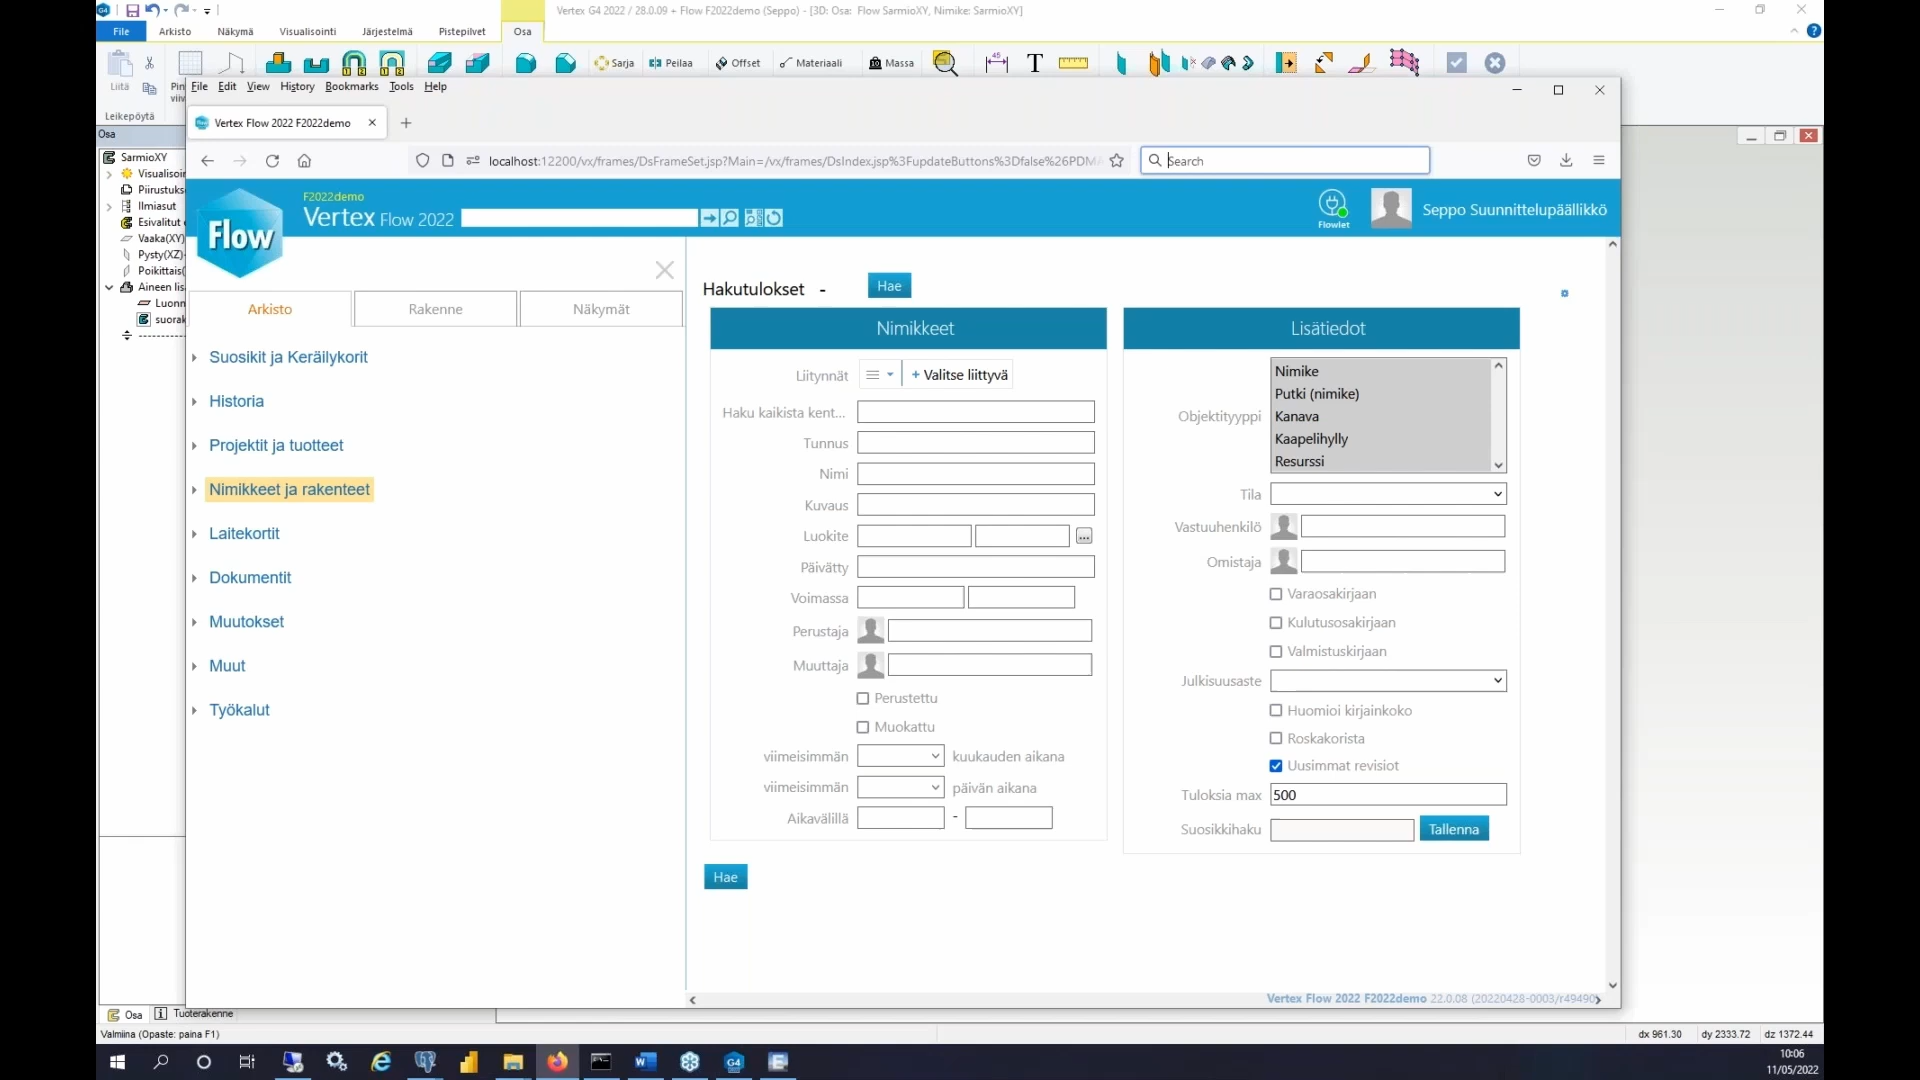 Vertex G4 2022 / 28.0.09 + Flow F2022demo (Seppo) - [3D: Osa: Flow SarmioXY, Nimike: SarmioXY]
File Arkisto Näkymä Visualisointi Järjestelmä Pistepilvet Osa
Liitä
Sarja Peilaa Offset Materiaali Massa
Leikepöytä
File Edit View History Bookmarks Tools Help
Vertex Flow 2022 F2022demo
Osa
SarmioXY
Piirustuks
Ilmiasut
Esivalitut
Vaaka(XY)
Pysty(XZ)
Poikittais(
Aineen lis
Luonn
suorak
localhost:12200/vx/frames/DsFrameSet.jsp?Main=/vx/frames/DsIndex.jsp%3FupdateButtons%3Dfalse%26PDM
Search
F2022demo
Vertex Flow 2022
Flow
Flowlet
Seppo Suunnittelupäällikkö
Arkisto Rakenne Näkymät
Suosikit ja Keräilykorit
Historia
Projektit ja tuotteet
Nimikkeet ja rakenteet
Laitekortit
Dokumentit
Muutokset
Muut
Työkalut
Hakutulokset - Hae
Nimikkeet
Liitynnät + Valitse liittyvä
Haku kaikista kent...
Tunnus
Nimi
Kuvaus
Luokite ...
Päivätty
Voimassa
Perustaja
Muuttaja
Perustettu
Muokattu
viimeisimmän kuukauden aikana
viimeisimmän päivän aikana
Aikavälillä -
Hae
Lisätiedot
Objektityyppi
Nimike
Putki (nimike)
Kanava
Kaapelihylly
Resurssi
Tila
Vastuuhenkilö
Omistaja
Varaosakirjaan
Kulutusosakirjaan
Valmistuskirjaan
Julkisuusaste
Huomioi kirjainkoko
Roskakorista
Uusimmat revisiot
Tuloksia max 500
Suosikkihaku Tallenna
Vertex Flow 2022 F2022demo 22.0.08 (20220428-0003/r49490
Osa Tuoterakenne
Valmiina (Opaste: paina F1)
dx 961.30 dy 2333.72 dz 1372.44
10:06
11/05/2022